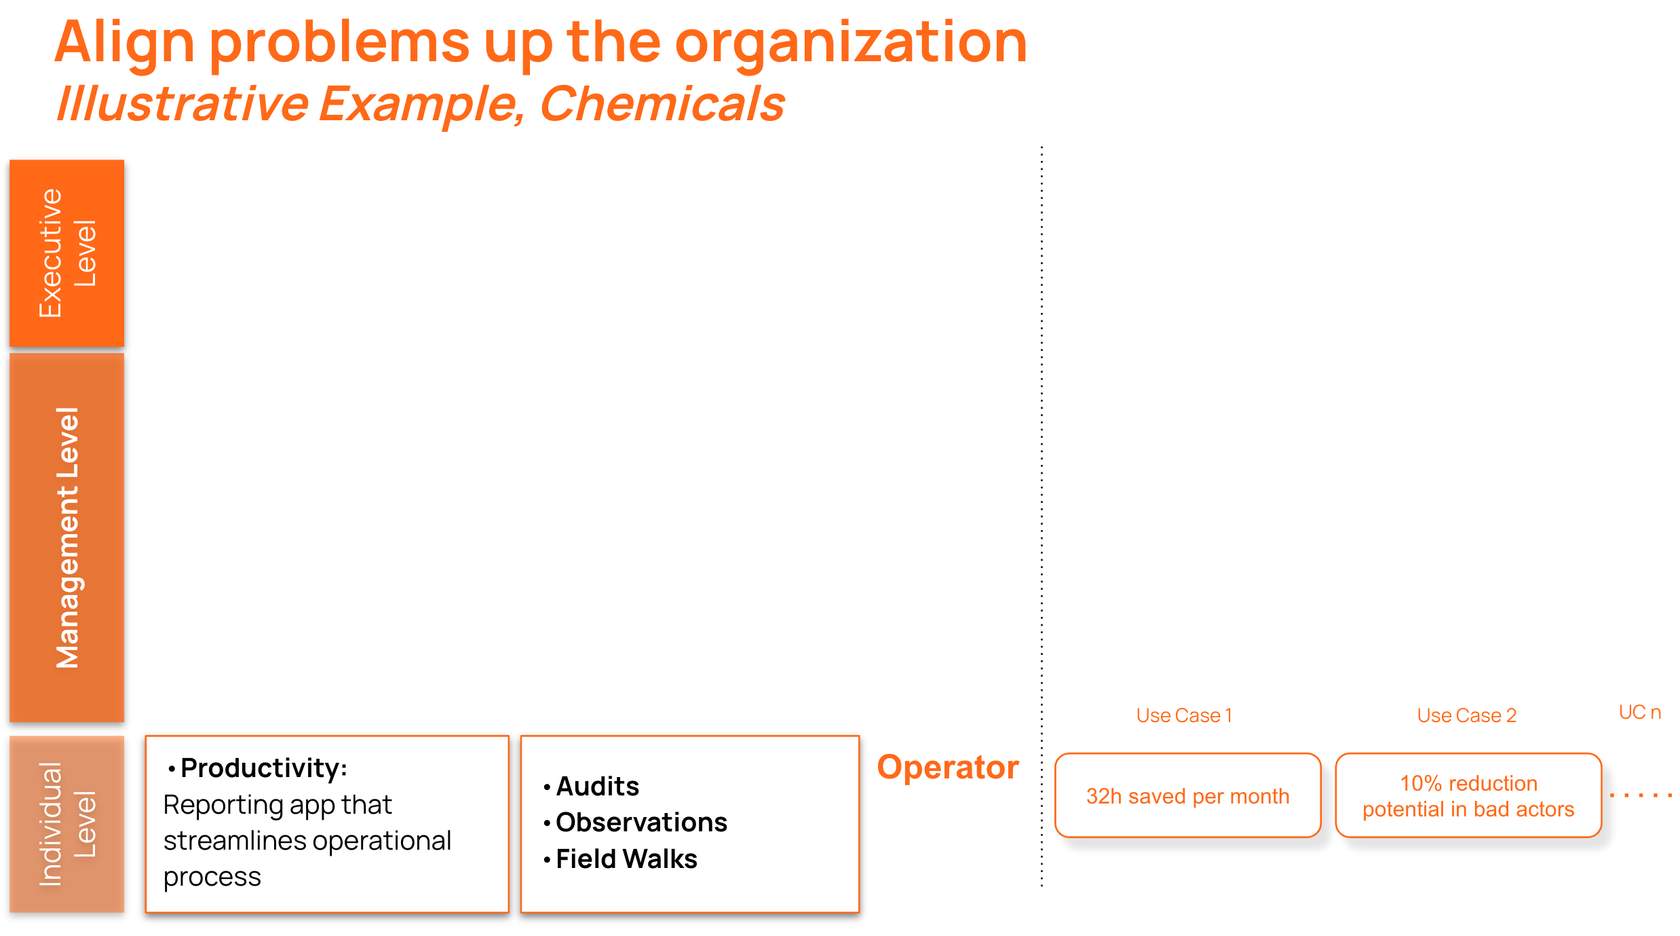 Align problems up the organization
Illustrative Example, Chemicals
Executive
Level
Management Level
Individual
Level
•Productivity:
Reporting app that
streamlines operational
process
•Audits
•Observations
•Field Walks
Operator
Use Case 1
32h saved per month
Use Case 2
10% reduction
potential in bad actors
UC n